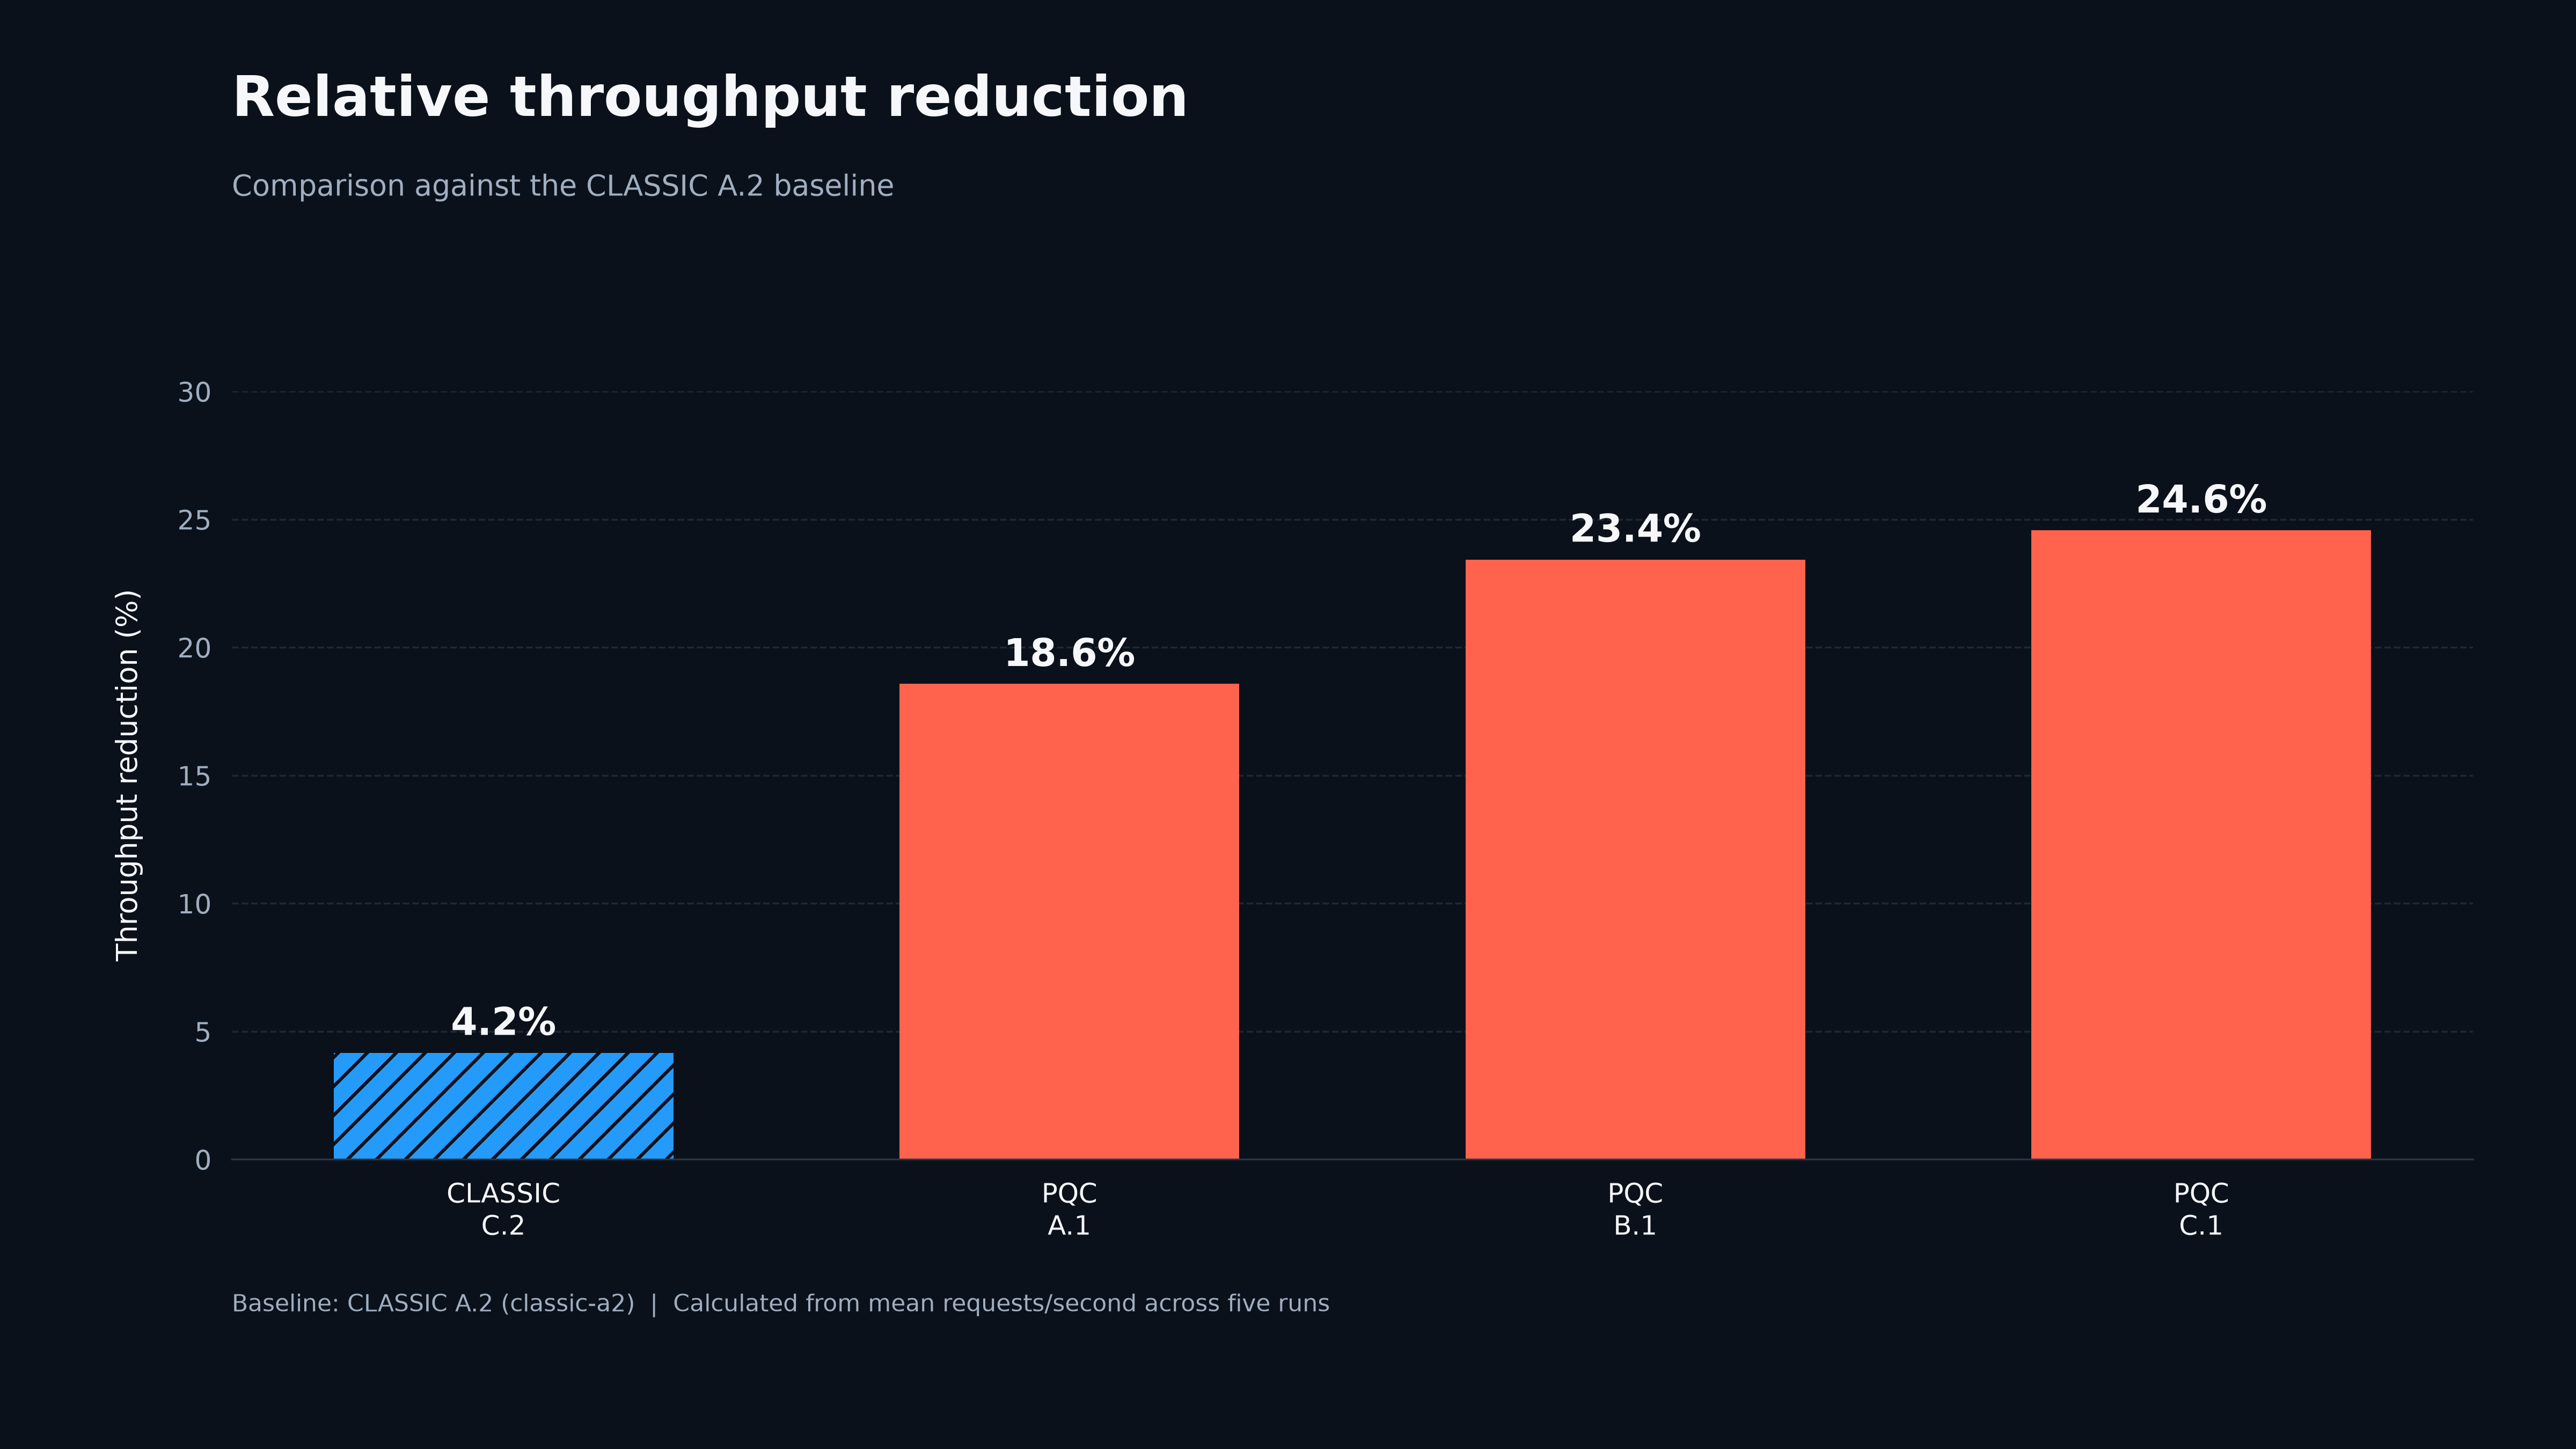 Relative throughput reduction
Comparison against the CLASSIC A.2 baseline
Throughput reduction (%)
30
25
20
15
10
5
0
4.2%
18.6%
23.4%
24.6%
CLASSIC
C.2
PQC
A.1
PQC
B.1
PQC
C.1
Baseline: CLASSIC A.2 (classic-a2) | Calculated from mean requests/second across five runs